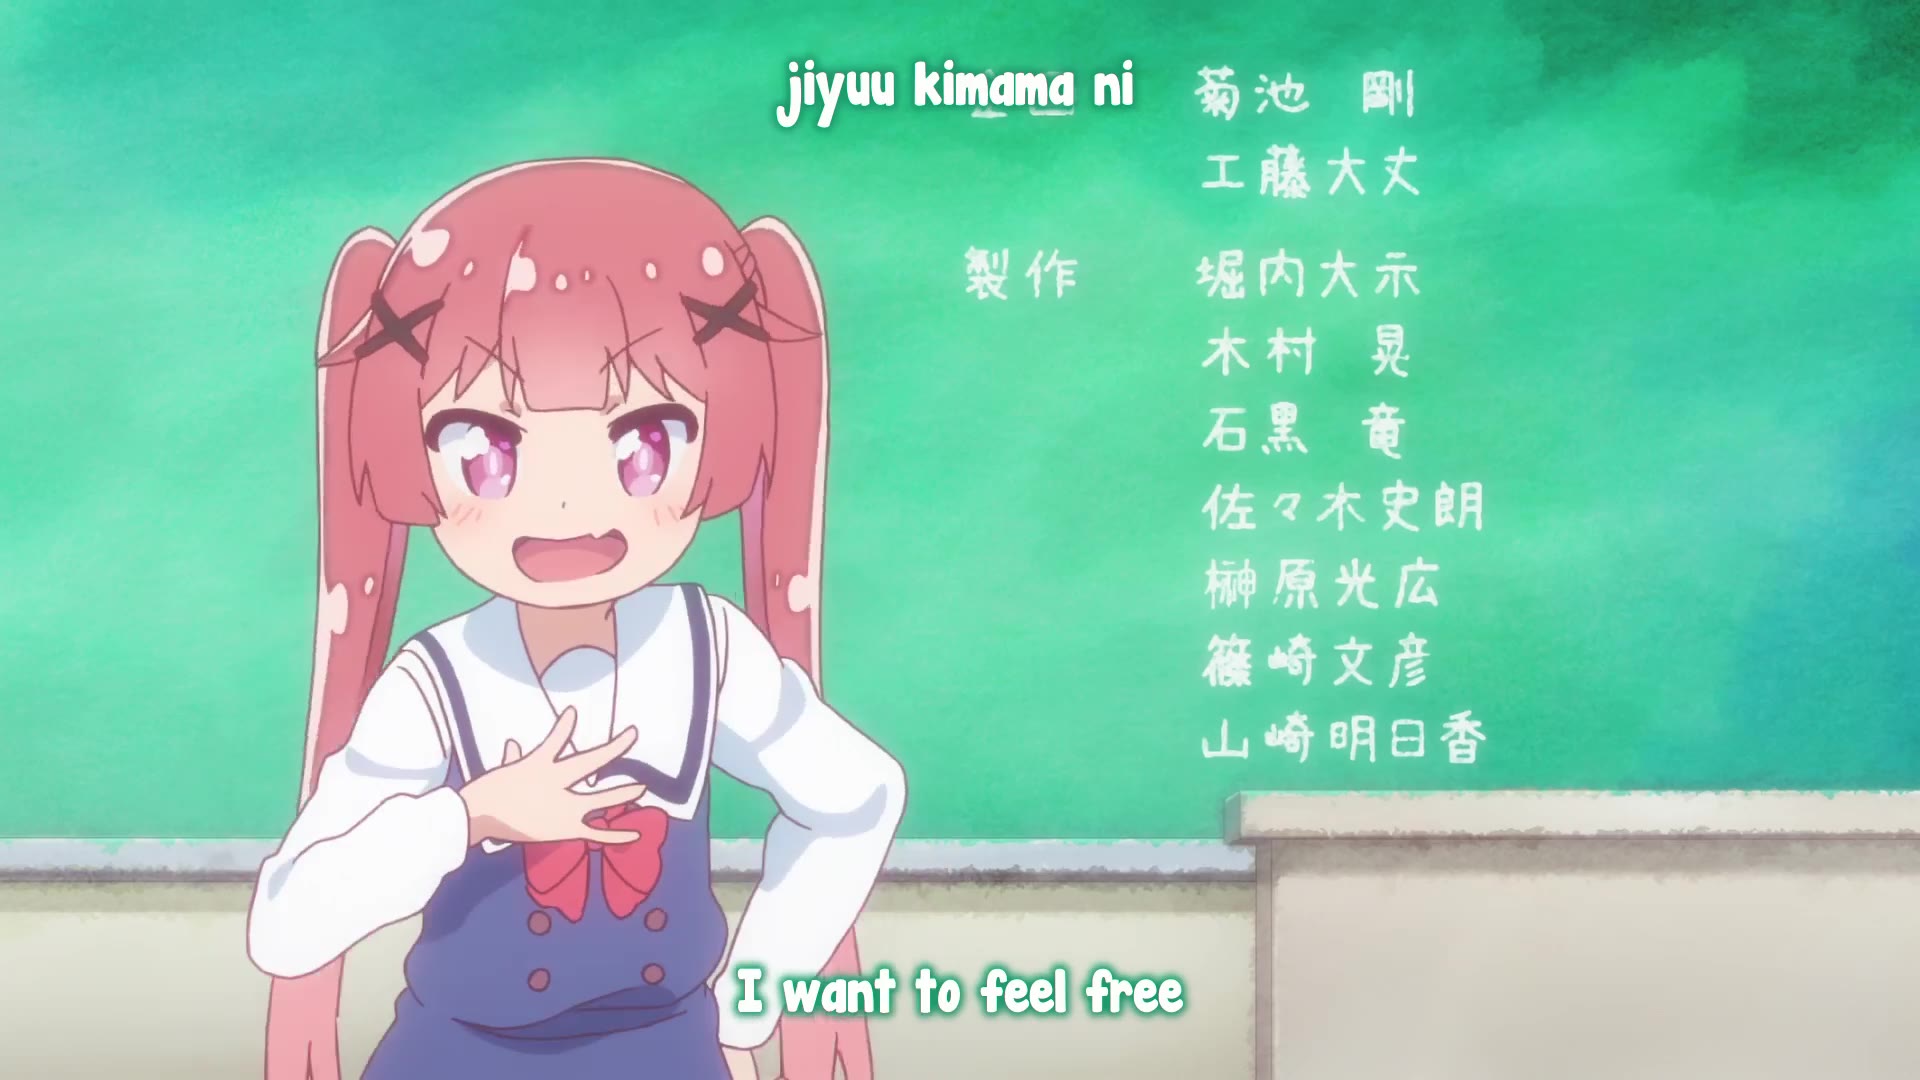 jiyuu kimama ni
菊池 剛
工藤大丈
製作 堀内大示
木村 晃
石黒 竜
佐々木史朗
榊原光広
篠崎文彦
山崎明日香
I want to feel free